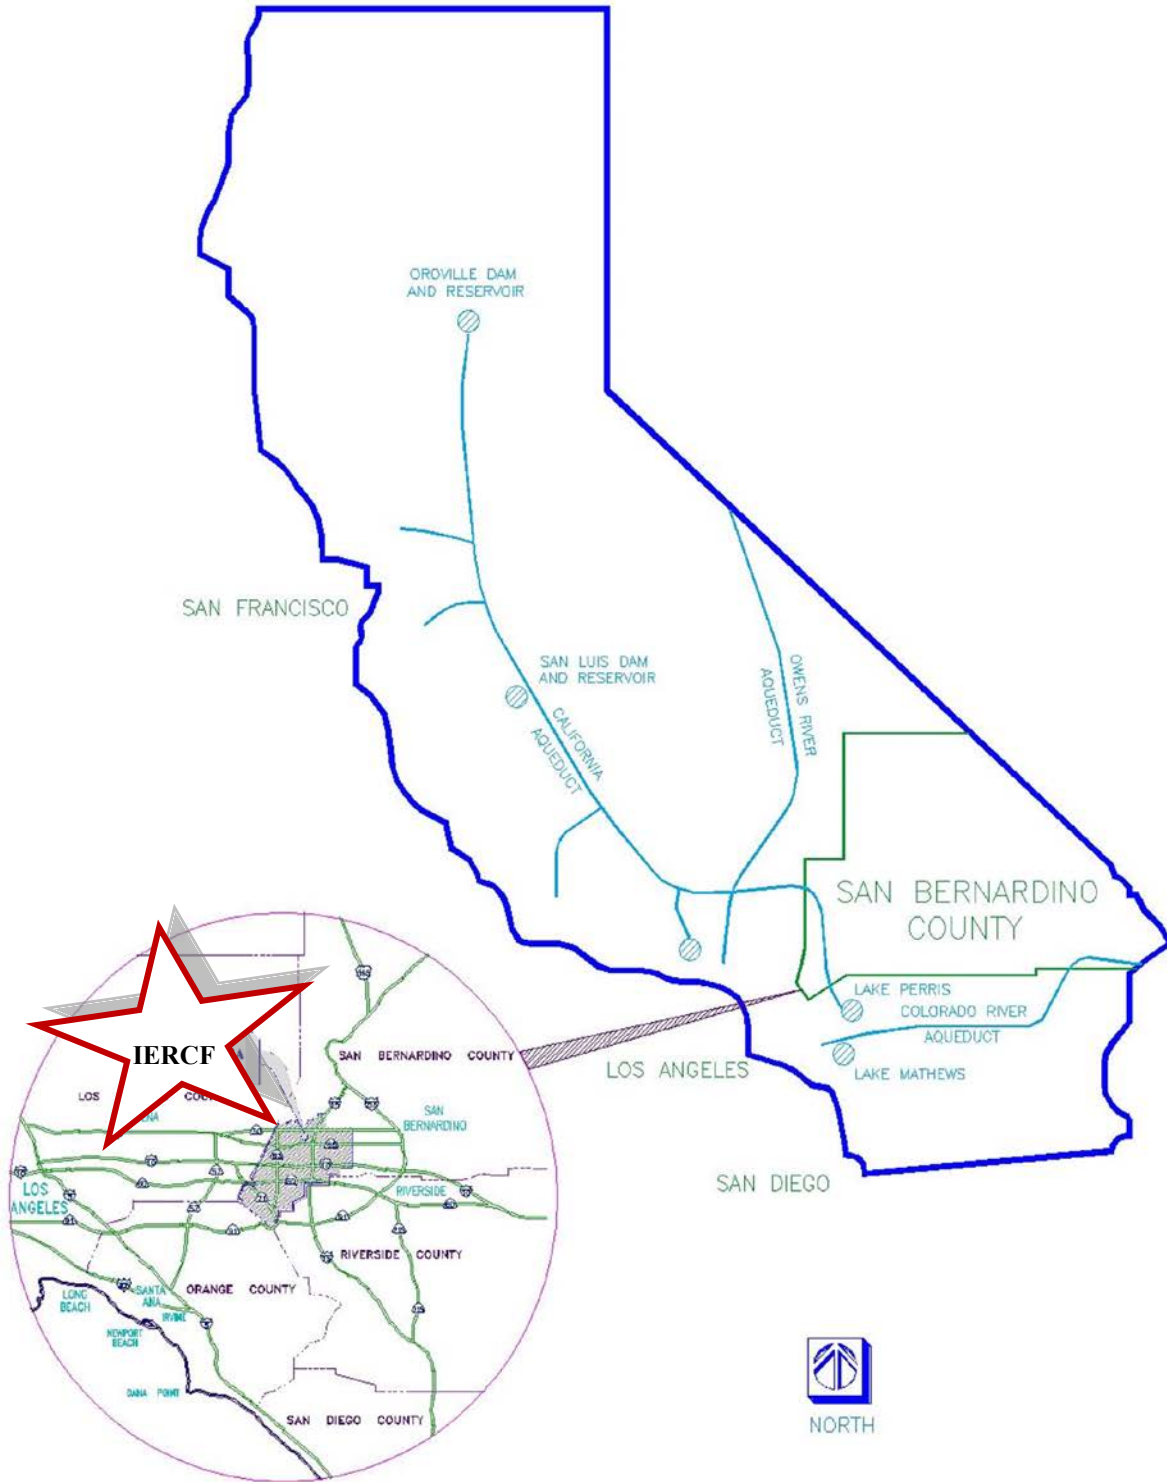 OROVILLE DAM
AND RESERVOIR
SAN FRANCISCO
SAN LUIS DAM
AND RESERVOIR
CALIFORNIA
AQUEDUCT
OWENS RIVER
AQUEDUCT
SAN BERNARDINO
COUNTY
LAKE PERRIS
COLORADO RIVER
AQUEDUCT
LAKE MATHEWS
LOS ANGELES
SAN DIEGO
NORTH
IERCF
SAN BERNARDINO COUNTY
LOS
SAN
BERNARDINO
LOS
ANGELES
RIVERSIDE
RIVERSIDE COUNTY
ORANGE COUNTY
LONG
BEACH
SANTA
ANA
IRVINE
NEWPORT
BEACH
DANA POINT
SAN DIEGO COUNTY